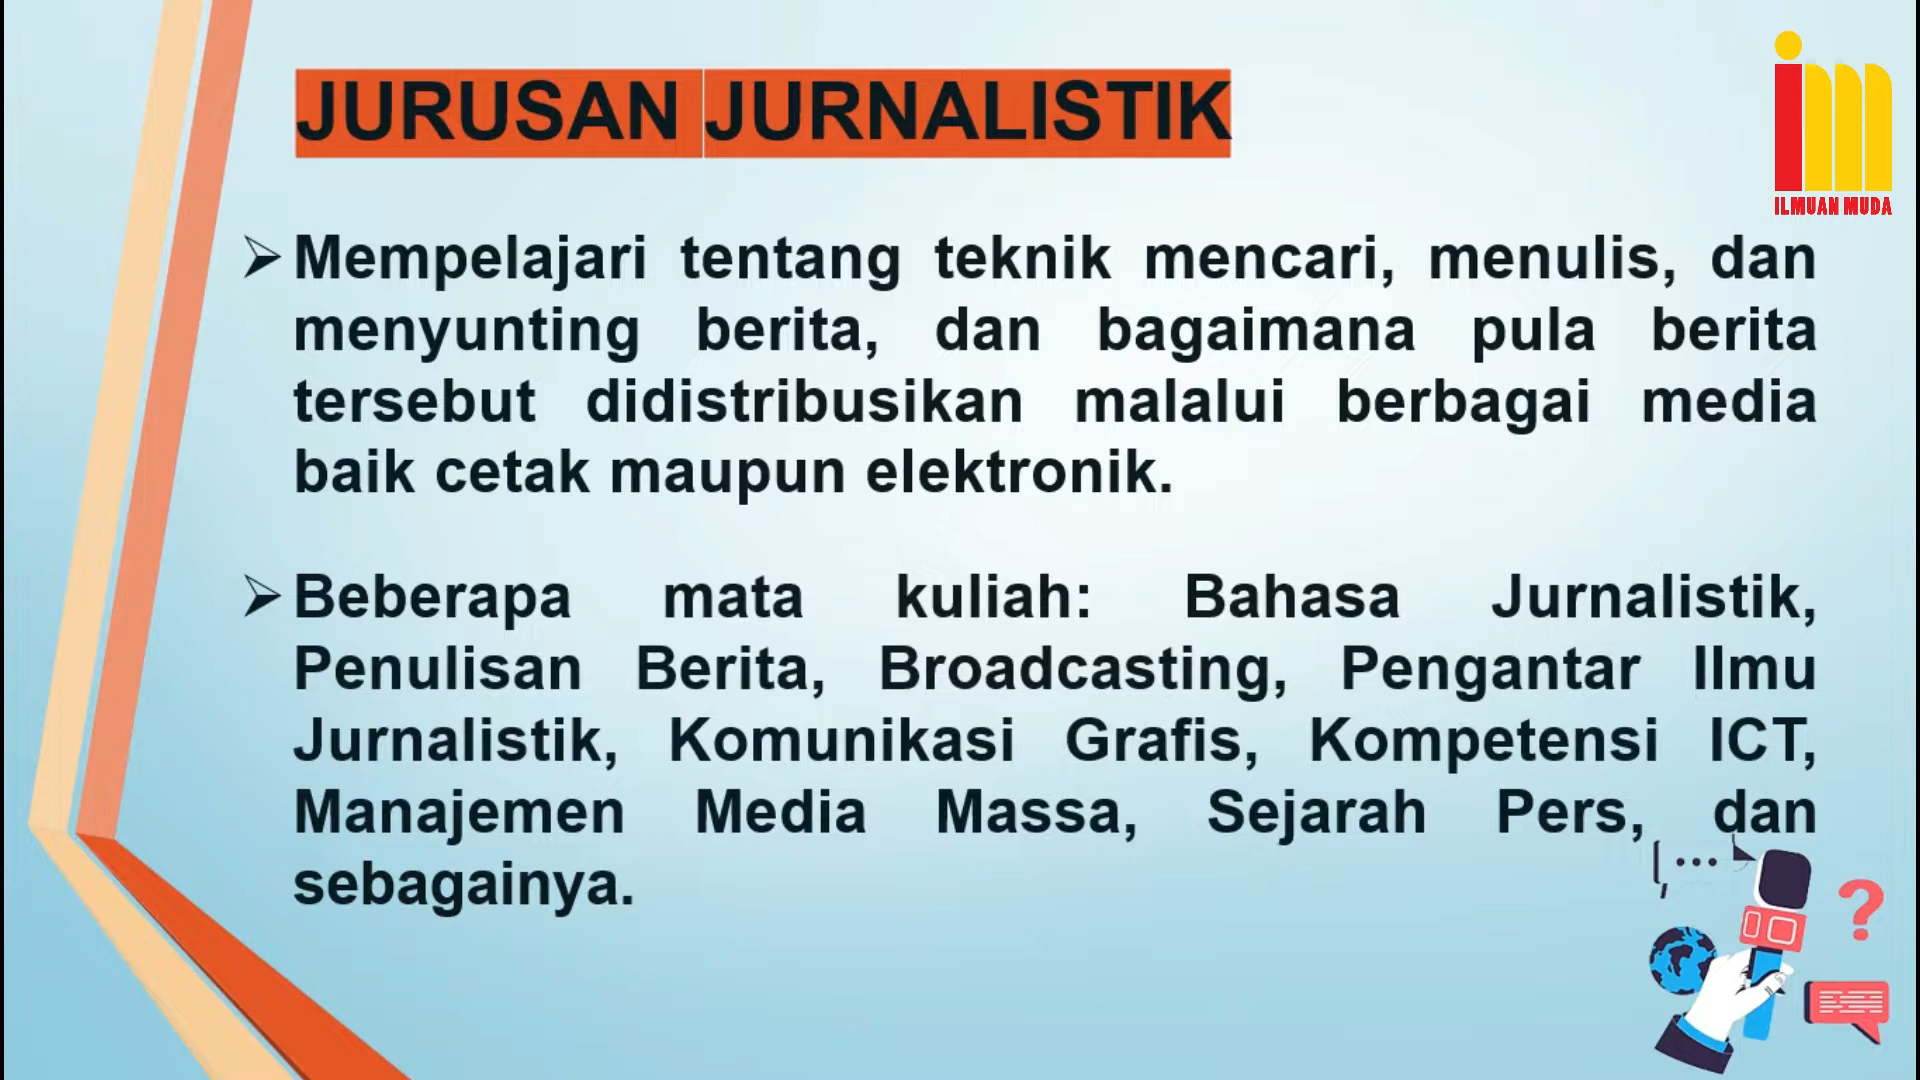 JURUSAN JURNALISTIK
ILMUAN MUDA
➢ Mempelajari tentang teknik mencari, menulis, dan
menyunting berita, dan bagaimana pula berita
tersebut didistribusikan malalui berbagai media
baik cetak maupun elektronik.
➢ Beberapa mata kuliah: Bahasa Jurnalistik,
Penulisan Berita, Broadcasting, Pengantar Ilmu
Jurnalistik, Komunikasi Grafis, Kompetensi ICT,
Manajemen Media Massa, Sejarah Pers, dan
sebagainya.
?